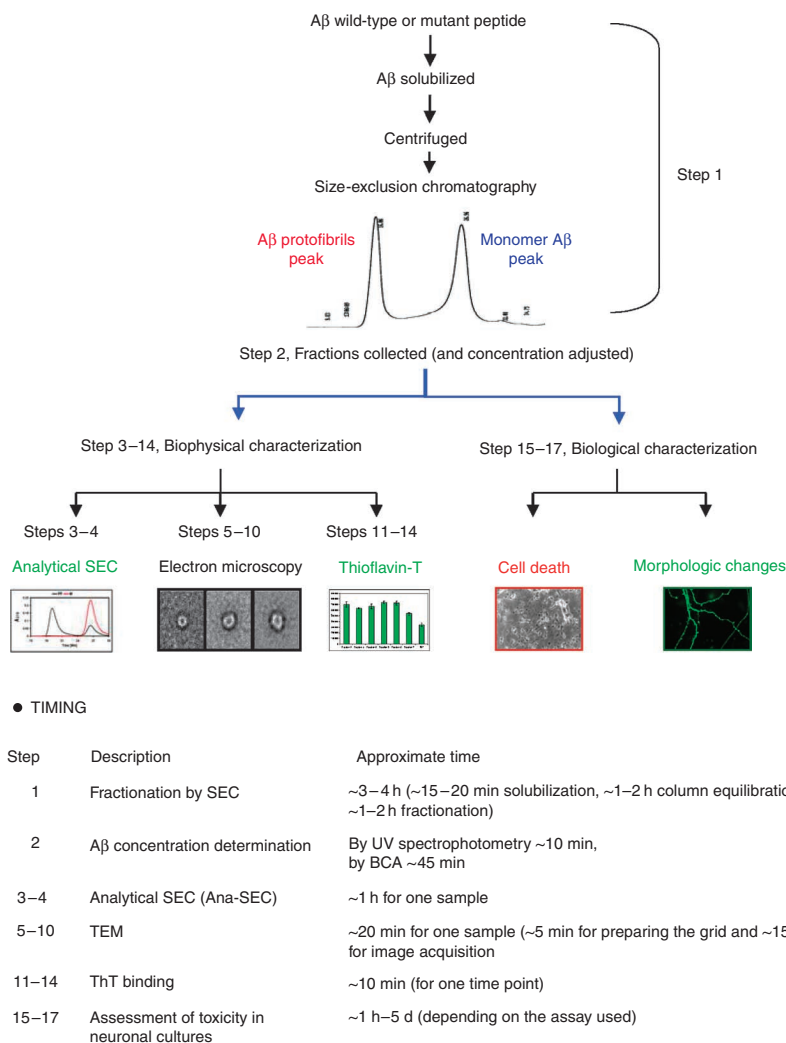 Aβ wild-type or mutant peptide
Aβ solubilized
Centrifuged
Size-exclusion chromatography
Step 1
Aβ protofibrils
peak
Monomer Aβ
peak
Step 2, Fractions collected (and concentration adjusted)
Step 3–14, Biophysical characterization
Step 15–17, Biological characterization
Steps 3–4
Steps 5–10
Steps 11–14
Analytical SEC
Electron microscopy
Thioflavin-T
Cell death
Morphologic changes
● TIMING
Step Description Approximate time
1 Fractionation by SEC ~3–4 h (~15–20 min solubilization, ~1–2 h column equilibratio
~1–2 h fractionation)
2 Aβ concentration determination By UV spectrophotometry ~10 min,
by BCA ~45 min
3–4 Analytical SEC (Ana-SEC) ~1 h for one sample
5–10 TEM ~20 min for one sample (~5 min for preparing the grid and ~15
for image acquisition
11–14 ThT binding ~10 min (for one time point)
15–17 Assessment of toxicity in ~1 h–5 d (depending on the assay used)
neuronal cultures